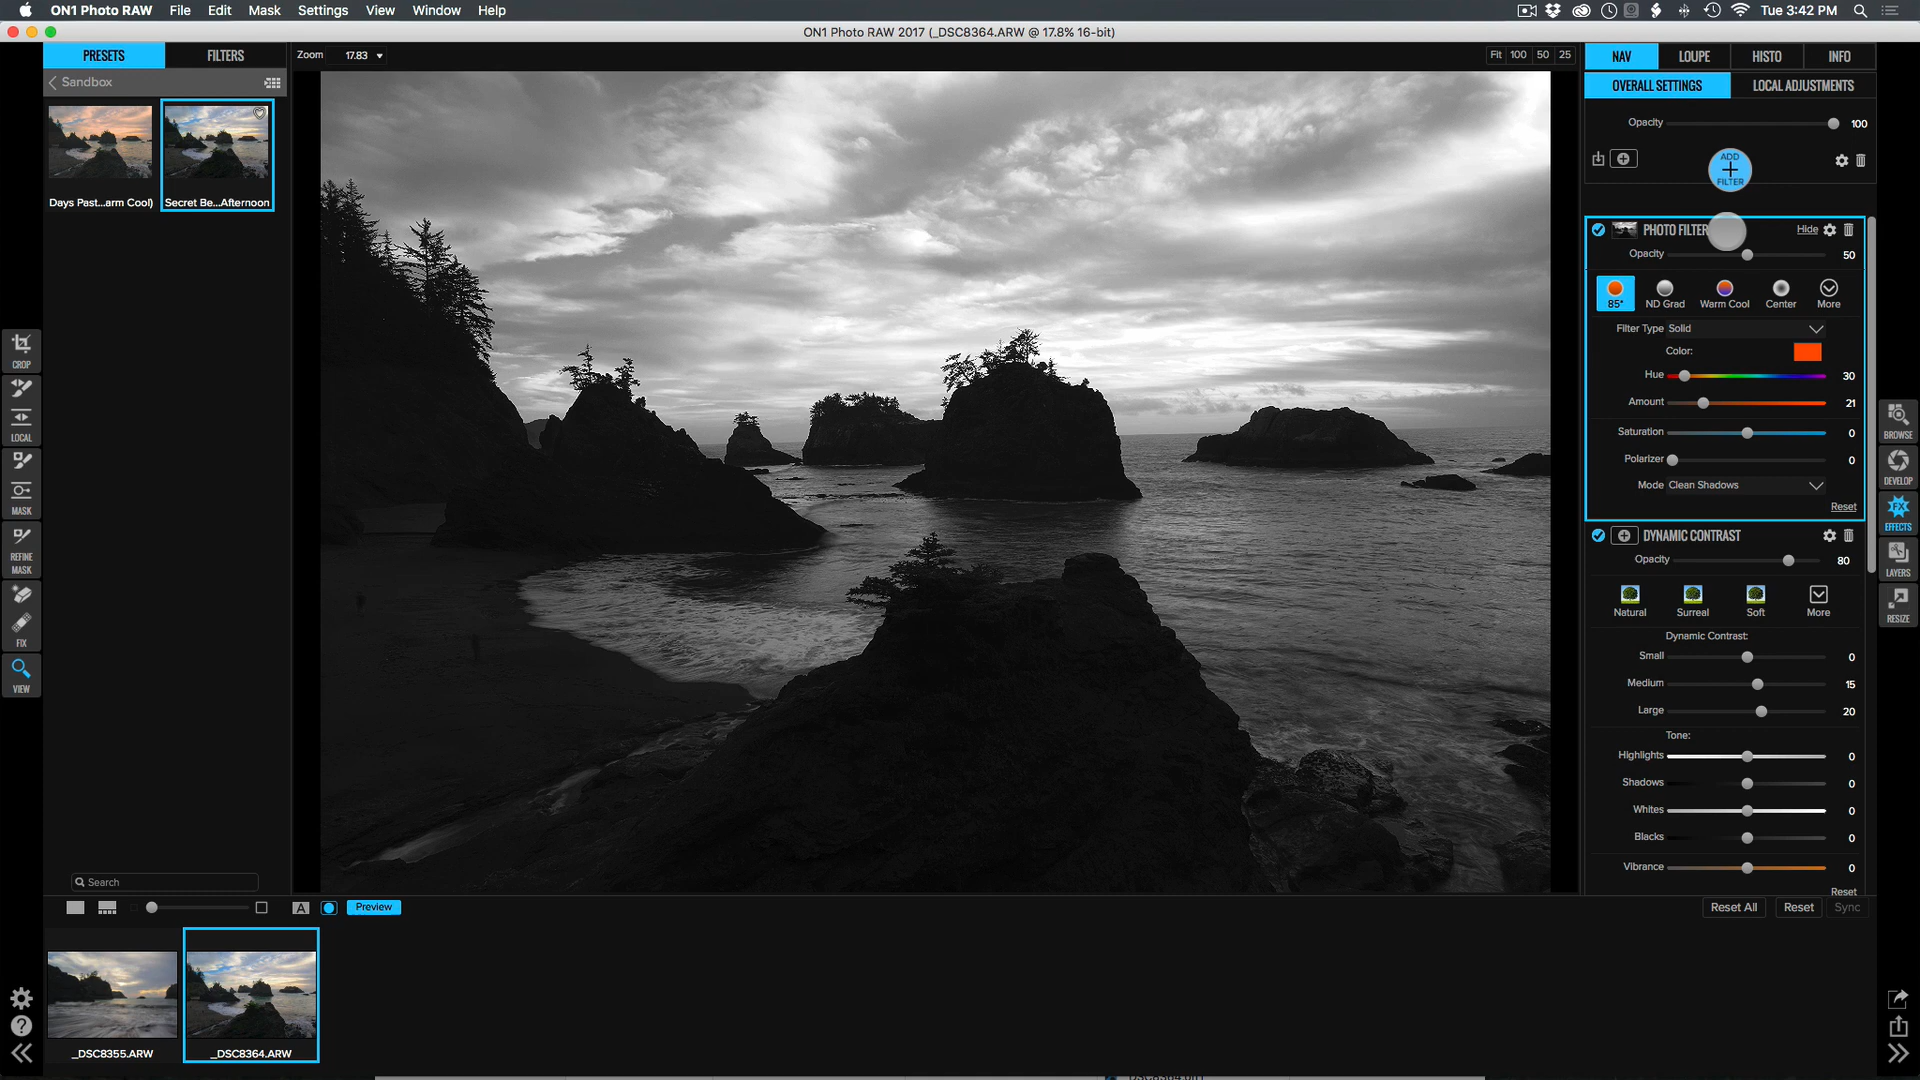 ON1 Photo RAW File Edit Mask Settings View Window Help Tue 3:42 PM
ON1 Photo RAW 2017 (_DSC8364.ARW @ 17.8% 16-bit)
PRESETS FILTERS
Zoom 17.83
Fit 100 50 25
NAV LOUPE HISTO INFO
Sandbox
OVERALL SETTINGS LOCAL ADJUSTMENTS
Days Past...arm Cool)
Secret Be...Afternoon
Opacity 100
ADD
FILTER
PHOTO FILTER Hide
Opacity 50
85* ND Grad Warm Cool Center More
Filter Type Solid
Color:
Hue 30
Amount 21
Saturation 0
Polarizer 0
Mode Clean Shadows
Reset
DYNAMIC CONTRAST
Opacity 80
Natural Surreal Soft More
Dynamic Contrast:
Small 0
Medium 15
Large 20
Tone:
Highlights 0
Shadows 0
Whites 0
Blacks 0
Vibrance 0
Reset
CROP
LOCAL
MASK
REFINE
MASK
FIX
VIEW
BROWSE
DEVELOP
FX
EFFECTS
LAYERS
RESIZE
Search
A Preview
Reset All Reset Sync
_DSC8355.ARW
_DSC8364.ARW